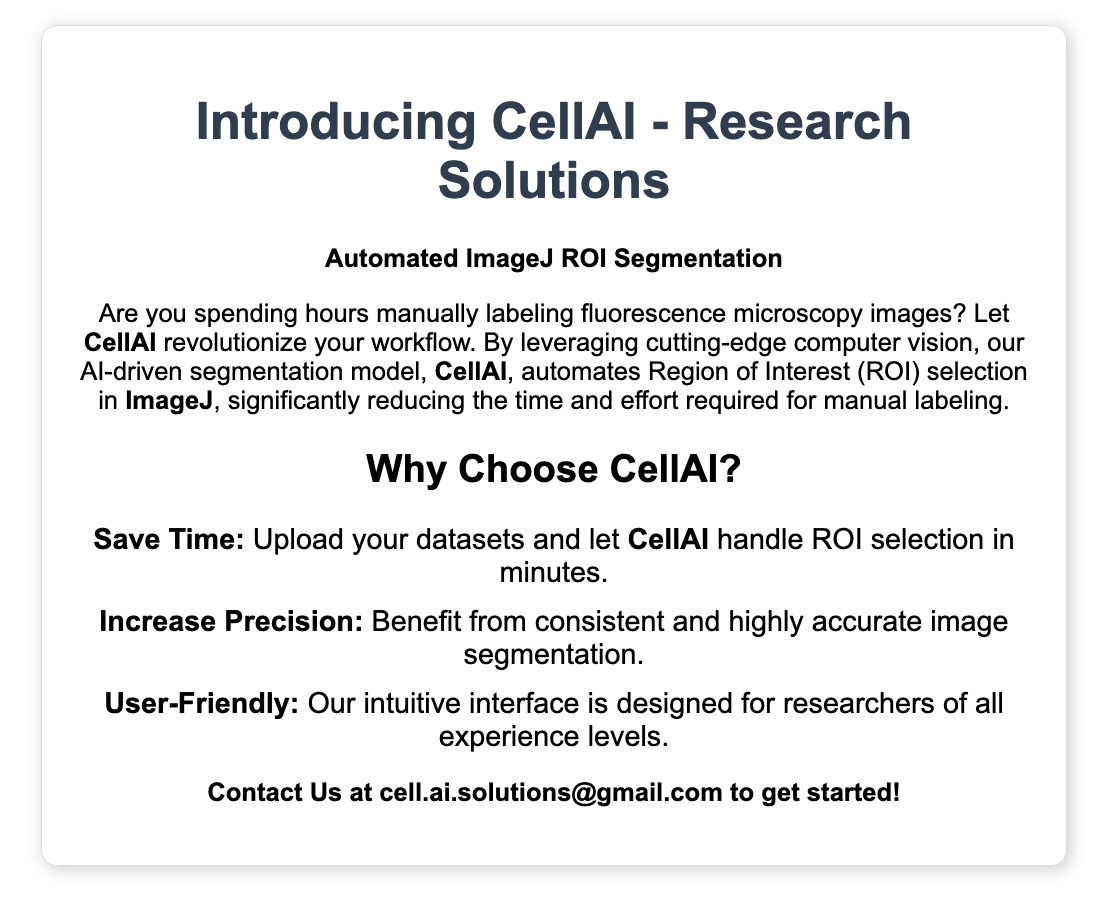 Introducing CellAI - Research
Solutions
Automated ImageJ ROI Segmentation
Are you spending hours manually labeling fluorescence microscopy images? Let
CellAI revolutionize your workflow. By leveraging cutting-edge computer vision, our
AI-driven segmentation model, CellAI, automates Region of Interest (ROI) selection
in ImageJ, significantly reducing the time and effort required for manual labeling.
Why Choose CellAI?
Save Time: Upload your datasets and let CellAI handle ROI selection in
minutes.
Increase Precision: Benefit from consistent and highly accurate image
segmentation.
User-Friendly: Our intuitive interface is designed for researchers of all
experience levels.
Contact Us at cell.ai.solutions@gmail.com to get started!